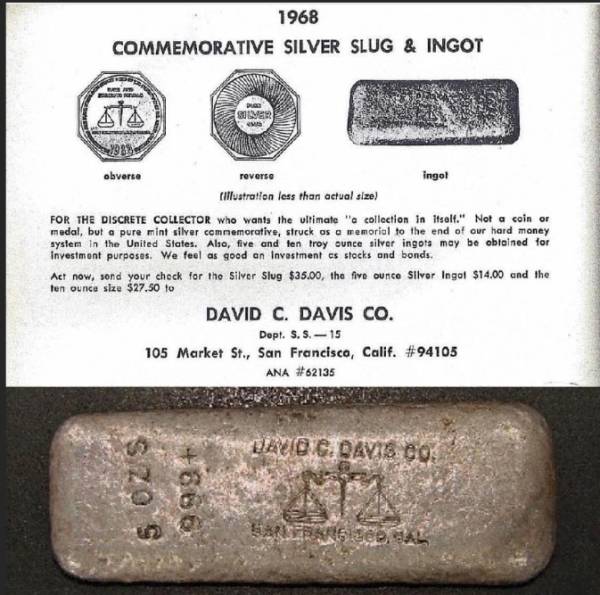 1968
COMMEMORATIVE SILVER SLUG & INGOT
PURE
SILVER
obverse
reverse
ingot
(Illustration less than actual size)
FOR THE DISCRETE COLLECTOR who wants the ultimate "a collection in itself." Not a coin or
medal, but a pure mint silver commemorative, struck as a memorial to the end of our hard money
system in the United States. Also, five and ten troy ounce silver ingots may be obtained for
investment purposes. We feel as good an investment as stocks and bonds.
Act now, send your check for the Silver Slug $35.00, the five ounce Silver Ingot $14.00 and the
ten ounce size $27.50 to
DAVID C. DAVIS CO.
Dept. S. S. — 15
105 Market St., San Francisco, Calif. #94105
ANA #62135
DAVID C. DAVIS CO.
SAN FRANCISCO, CAL
999+
5 OZS